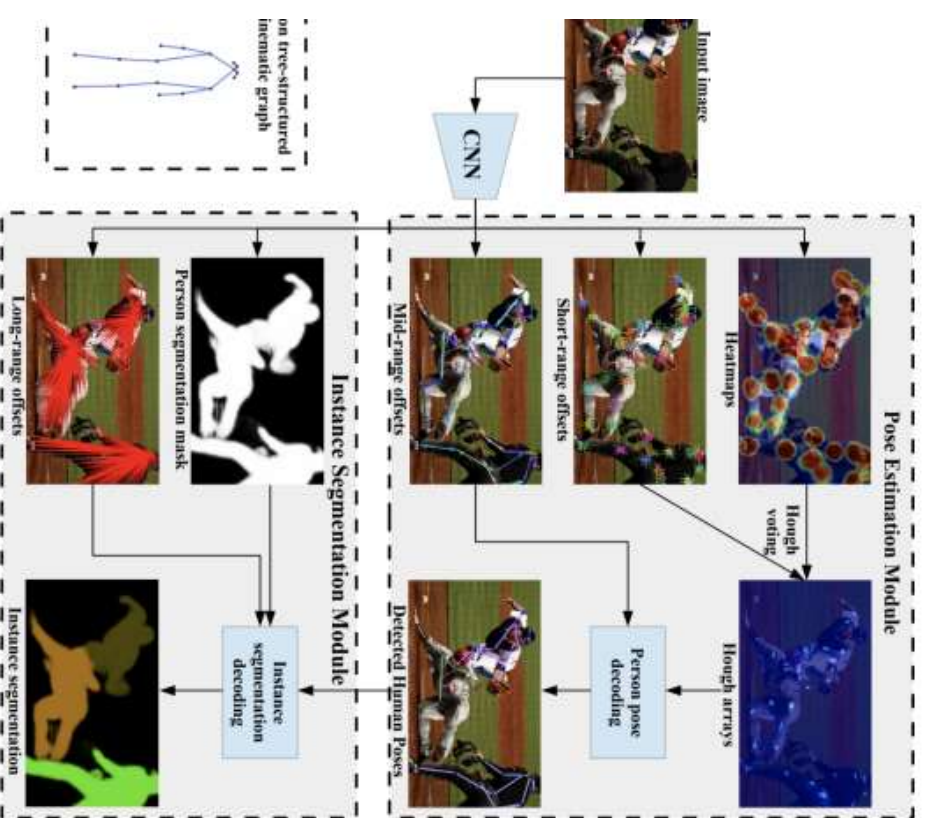 Input image
CNN
on tree-structured
inematic graph
Pose Estimation Module
Heatmaps
Short-range offsets
Mid-range offsets
Hough
voting
Hough arrays
Person pose
decoding
Detected Human Poses
Instance Segmentation Module
Person segmentation mask
Long-range offsets
Instance
segmentation
decoding
Instance segmentation